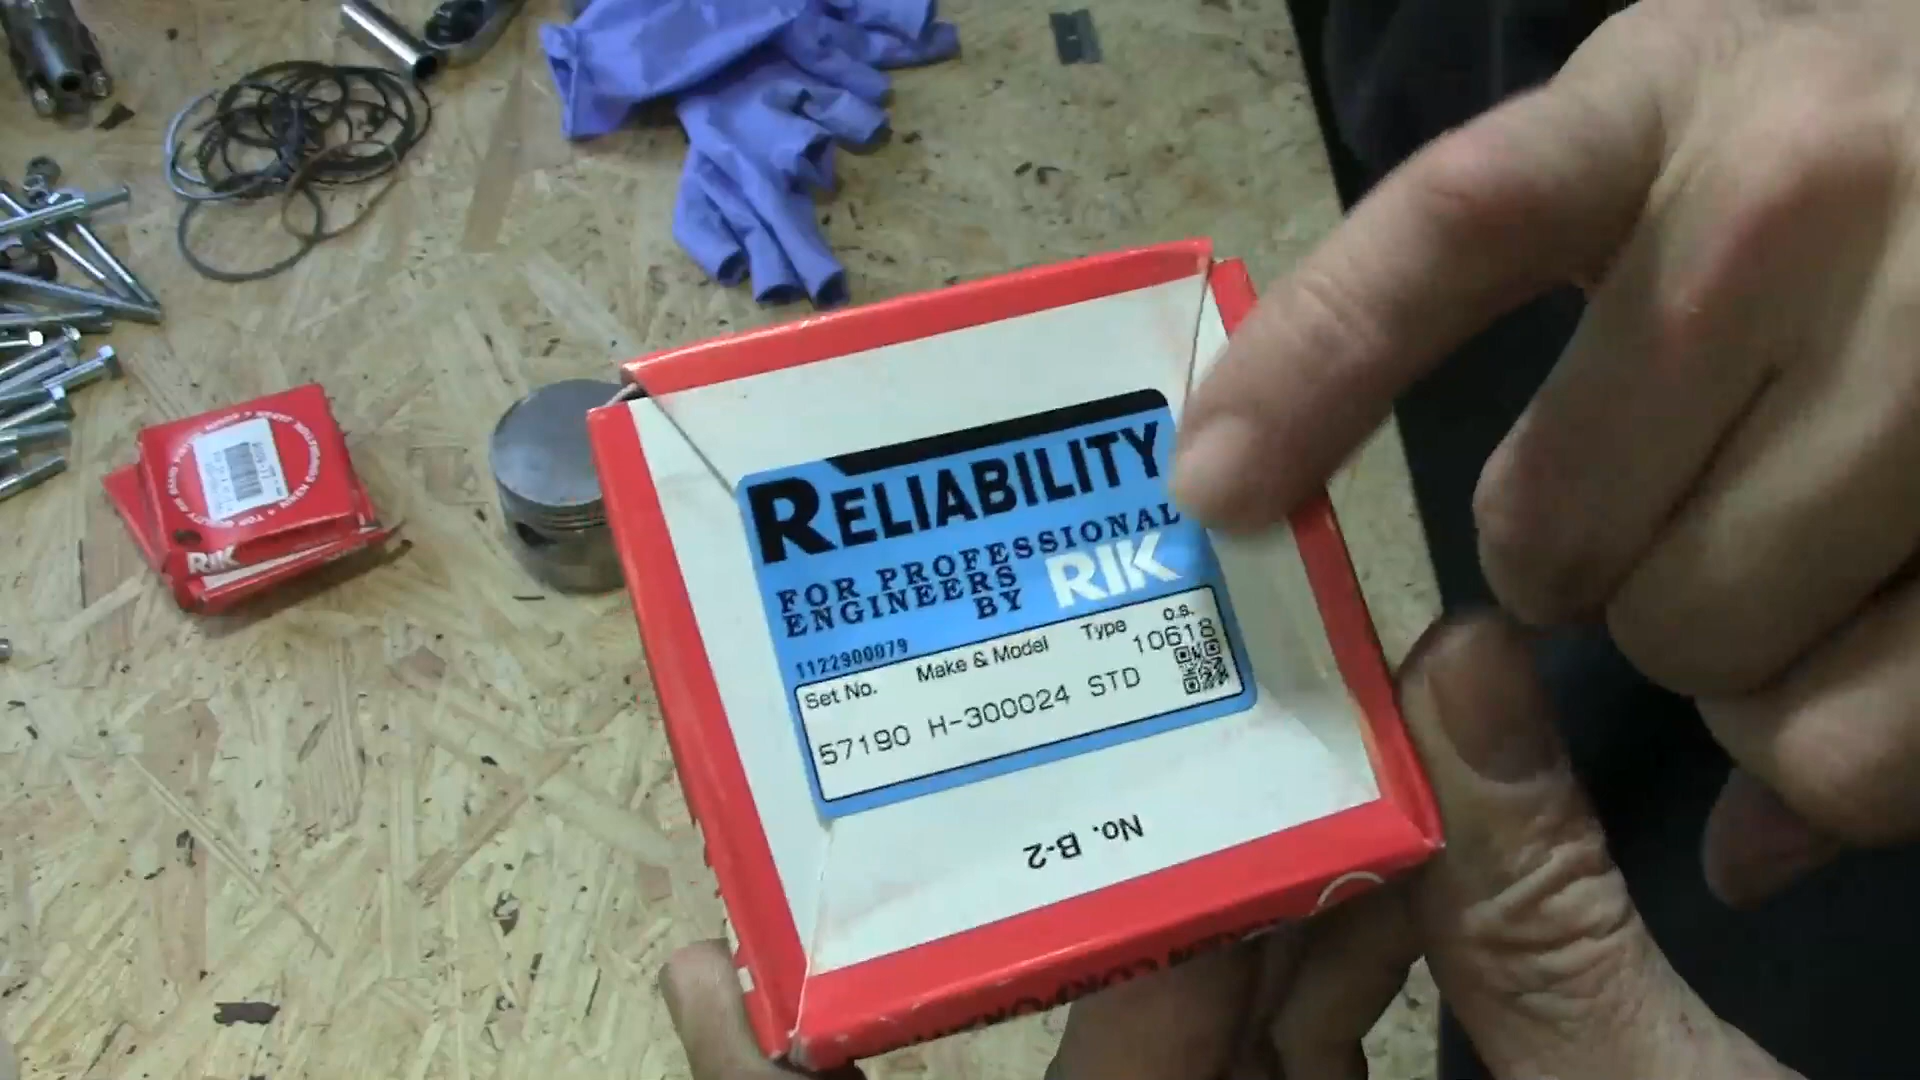 RELIABILITY
FOR PROFESSIONAL
ENGINEERS
BY RIK
1122900079
Set No. Make & Model Type o.s.
10618
57190 H-300024 STD
No. B-2
RIK